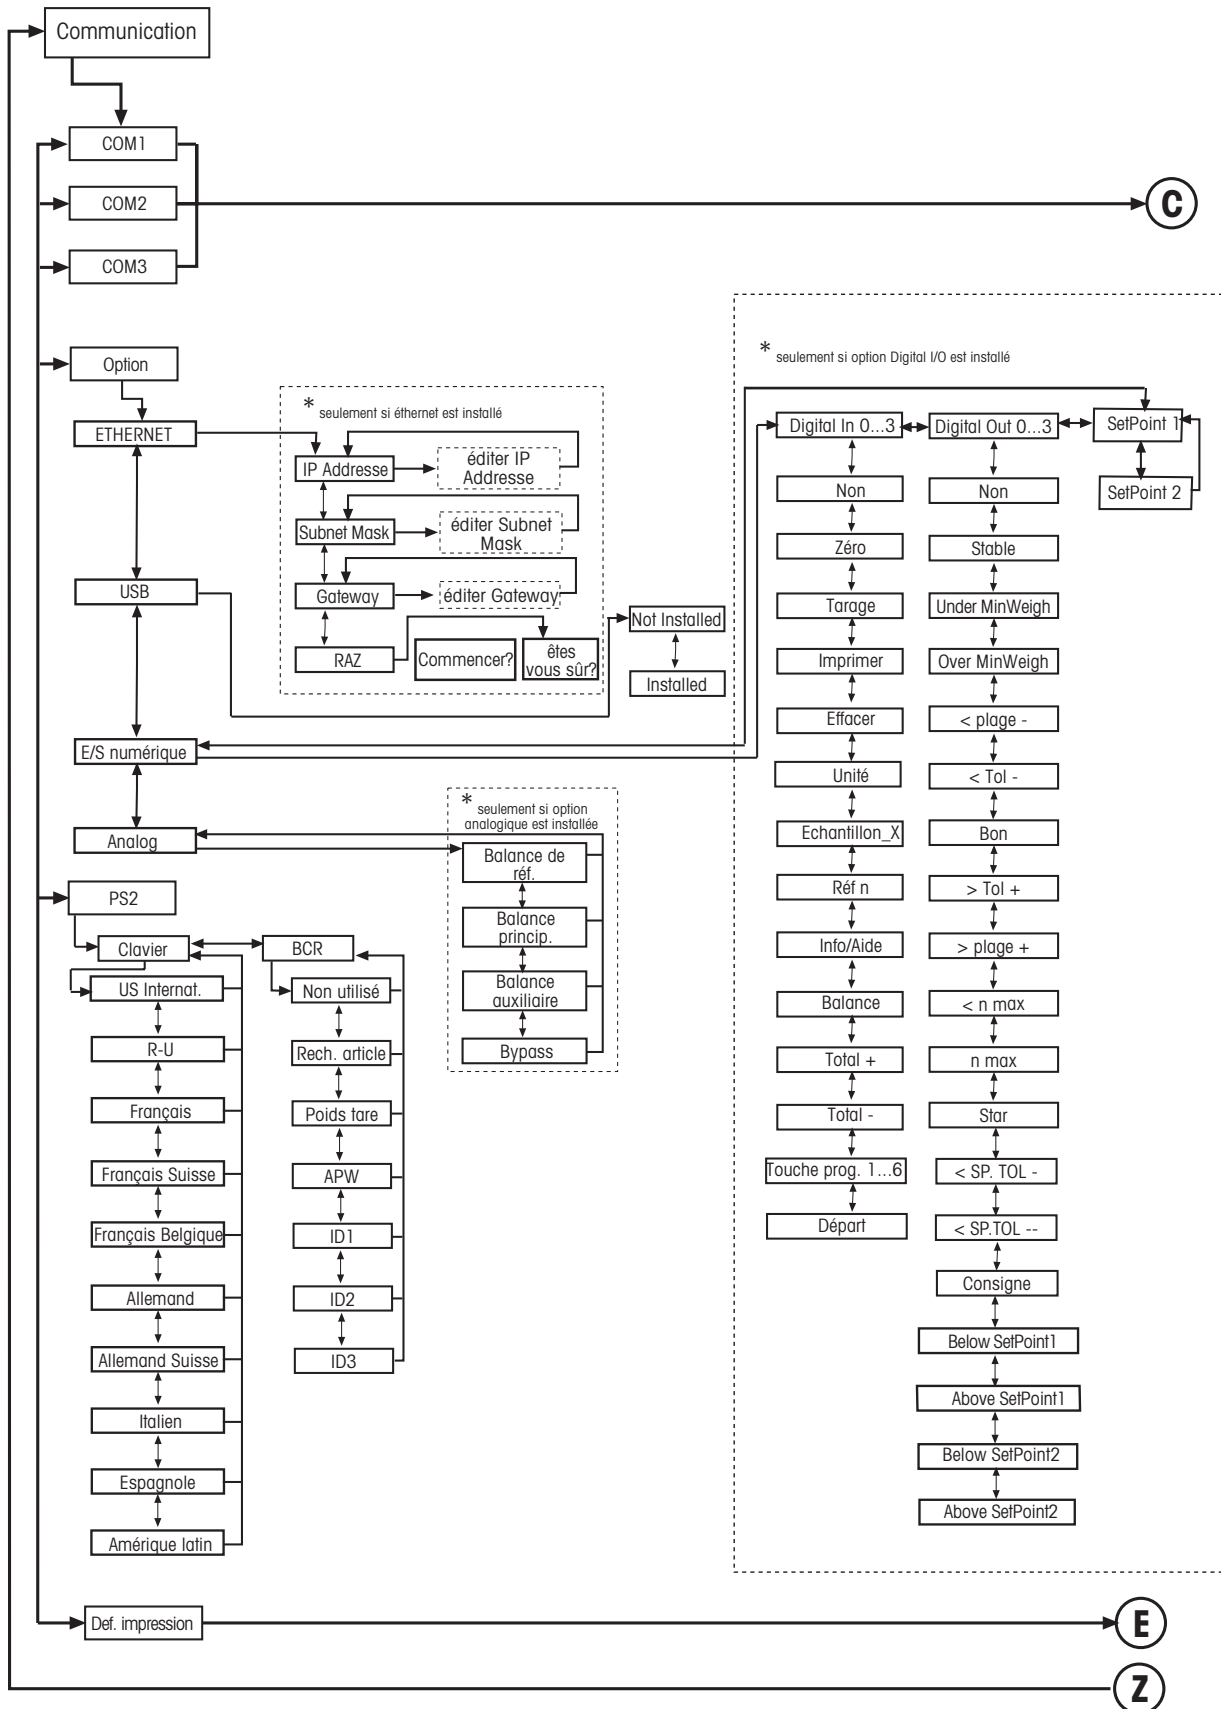 Communication
COM1
COM2
C
COM3
* seulement si option Digital I/O est installé
Option
ETHERNET
* seulement si éthernet est installé
IP Addresse
éditer IP
Addresse
Subnet Mask
éditer Subnet
Mask
Gateway
éditer Gateway
RAZ
Commencer?
êtes
vous sûr?
USB
Not Installed
Installed
E/S numérique
Analog
* seulement si option
analogique est installée
Balance de
réf.
Balance
princip.
Balance
auxiliaire
Bypass
Digital In 0...3
Non
Zéro
Tarage
Imprimer
Effacer
Unité
Echantillon_X
Réf n
Info/Aide
Balance
Total +
Total -
Touche prog. 1...6
Départ
Digital Out 0...3
Non
Stable
Under MinWeigh
Over MinWeigh
< plage -
< Tol -
Bon
> Tol +
> plage +
< n max
n max
Star
< SP. TOL -
< SP.TOL --
Consigne
Below SetPoint1
Above SetPoint1
Below SetPoint2
Above SetPoint2
SetPoint 1
SetPoint 2
PS2
Clavier
US Internat.
R-U
Français
Français Suisse
Français Belgique
Allemand
Allemand Suisse
Italien
Espagnole
Amérique latin
BCR
Non utilisé
Rech. article
Poids tare
APW
ID1
ID2
ID3
Def. impression
E
Z